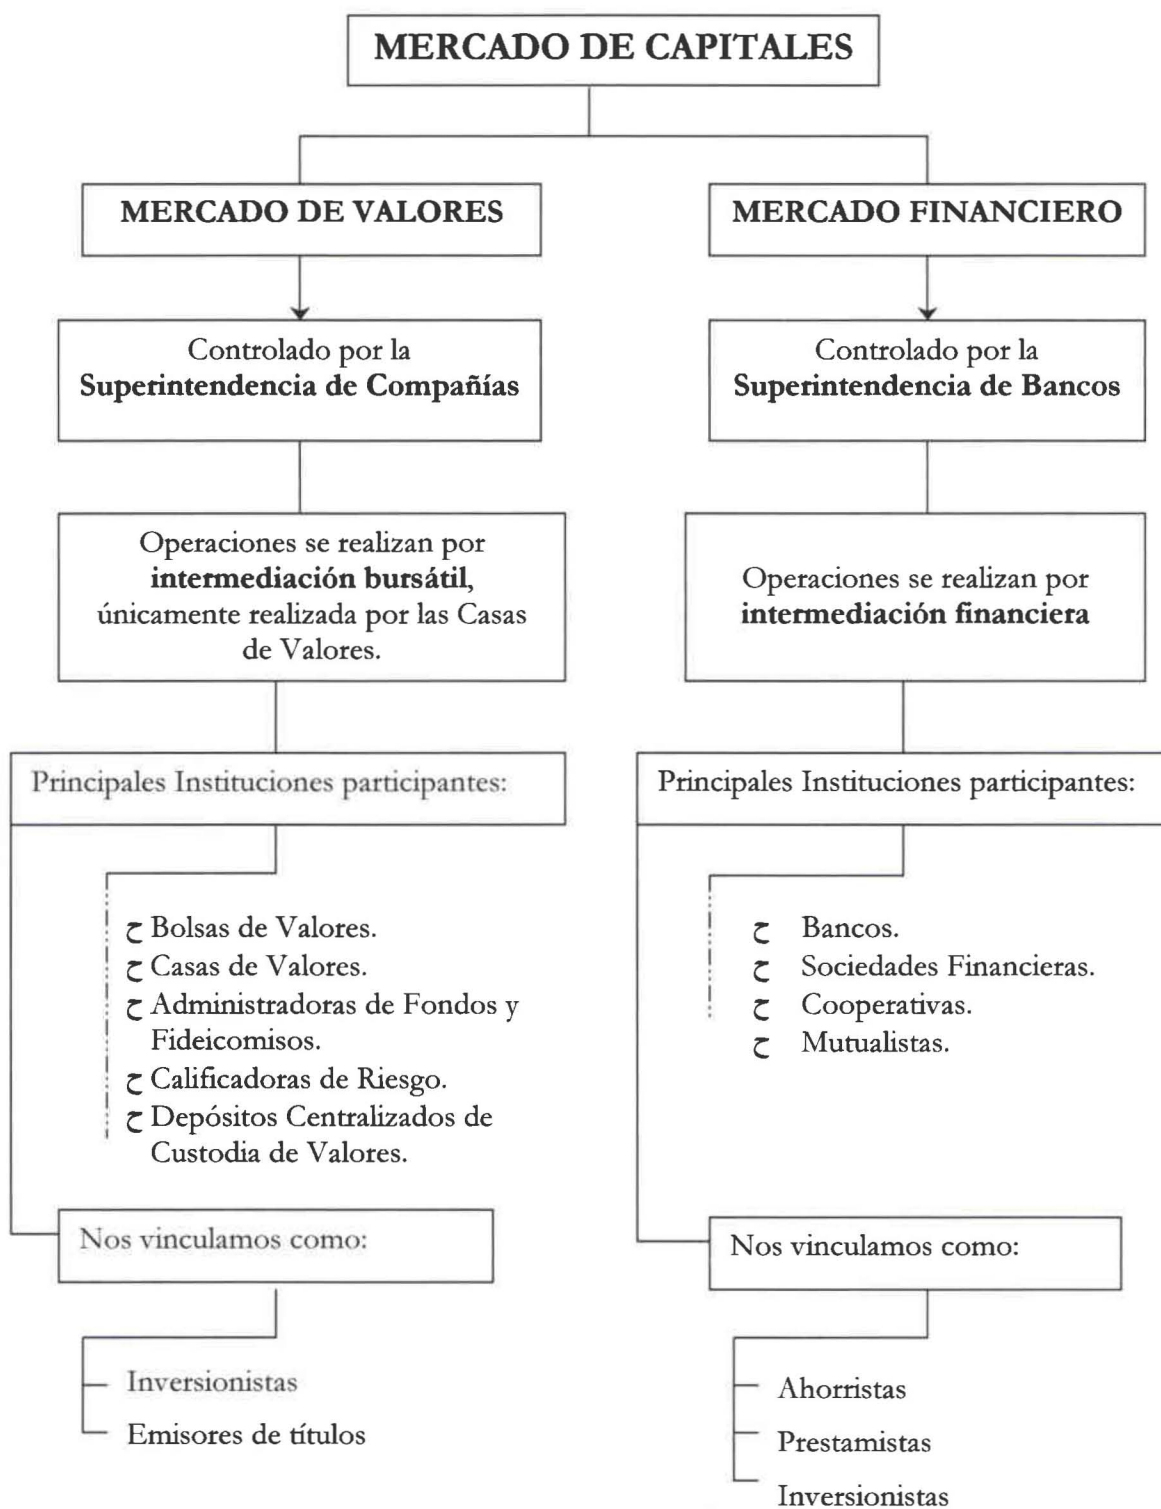 MERCADO DE CAPITALES
MERCADO DE VALORES
Controlado por la
Superintendencia de Compañías
Operaciones se realizan por
intermediación bursátil,
únicamente realizada por las Casas
de Valores.
Principales Instituciones participantes:
ح Bolsas de Valores.
ح Casas de Valores.
ح Administradoras de Fondos y
Fideicomisos.
ح Calificadoras de Riesgo.
ح Depósitos Centralizados de
Custodia de Valores.
Nos vinculamos como:
Inversionistas
Emisores de títulos
MERCADO FINANCIERO
Controlado por la
Superintendencia de Bancos
Operaciones se realizan por
intermediación financiera
Principales Instituciones participantes:
ح Bancos.
ح Sociedades Financieras.
ح Cooperativas.
ح Mutualistas.
Nos vinculamos como:
Ahorristas
Prestamistas
Inversionistas